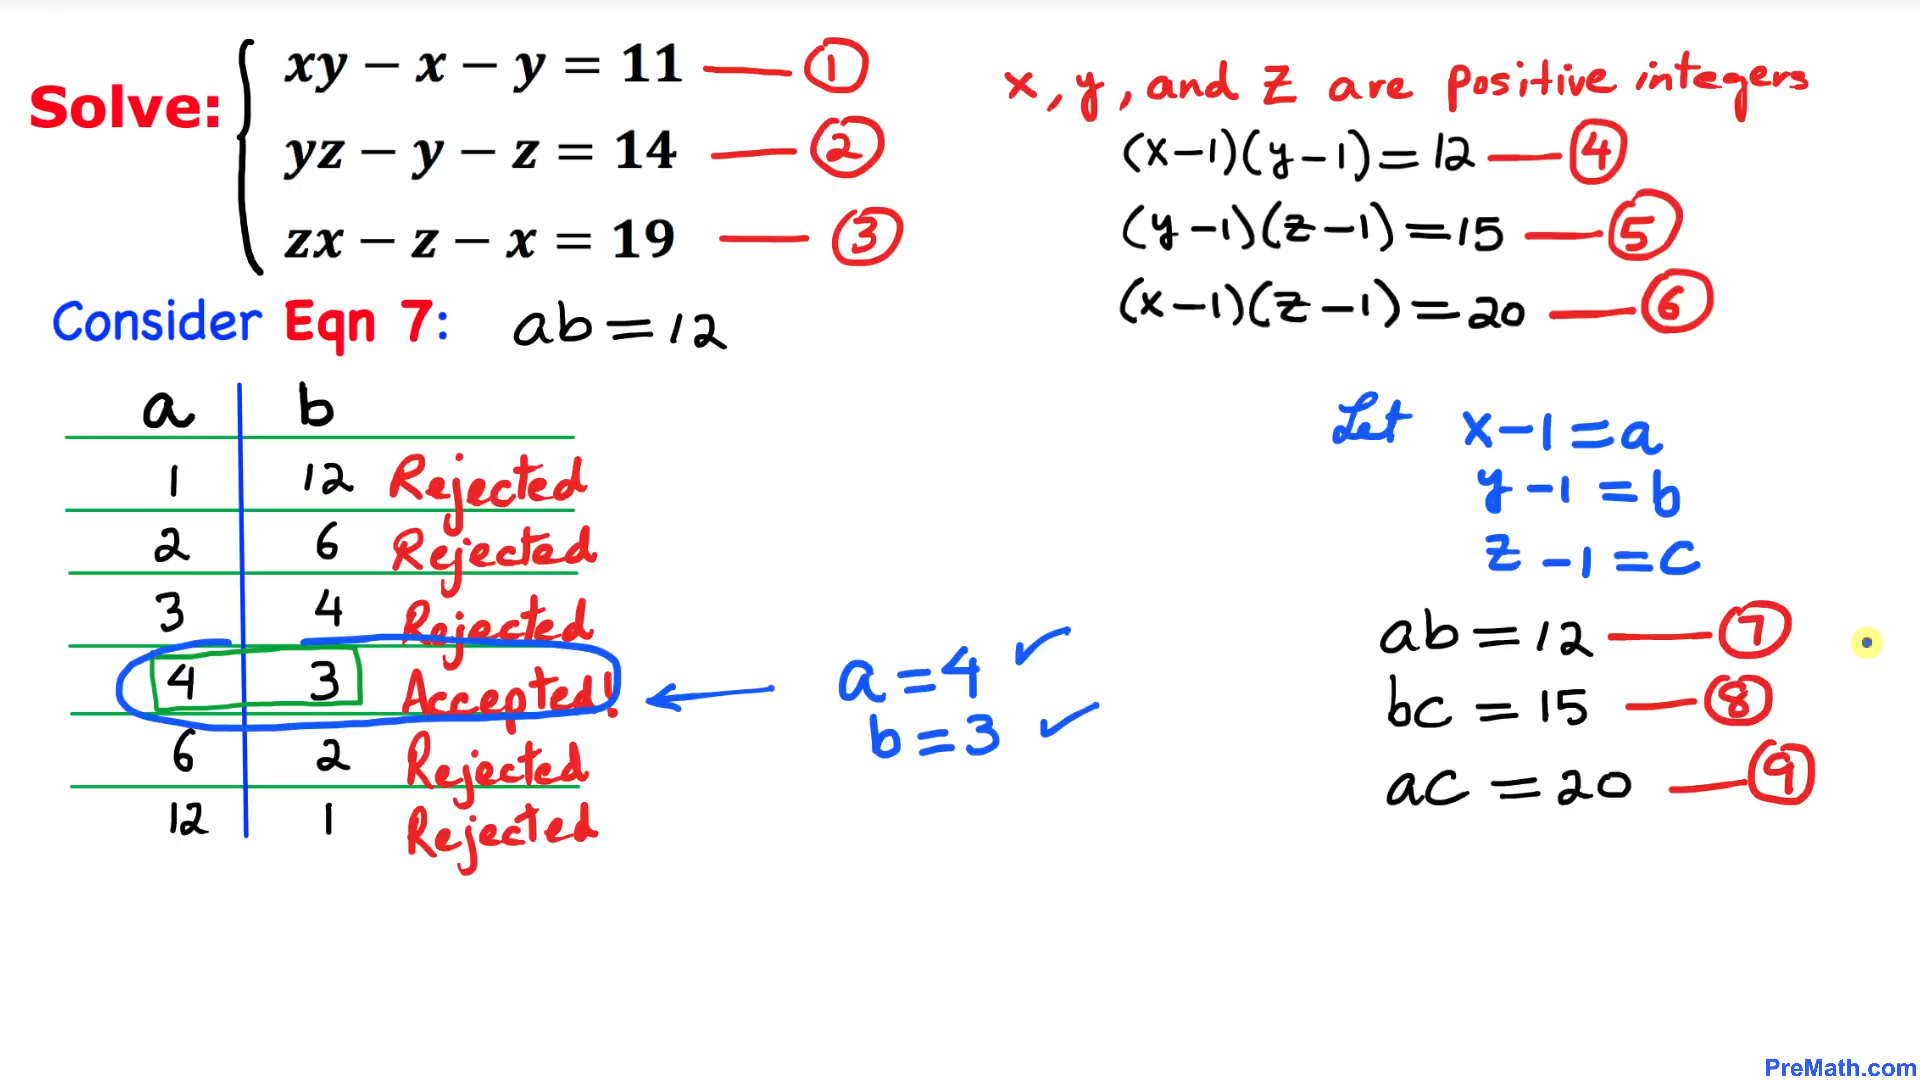 Solve:
xy − x − y = 11 —— ①
yz − y − z = 14 —— ②
zx − z − x = 19 —— ③
x, y, and z are positive integers
(x−1)(y−1)=12 —— ④
(y−1)(z−1)=15 —— ⑤
(x−1)(z−1)=20 —— ⑥
Consider Eqn 7: ab=12
a b
1 12 Rejected
2 6 Rejected
3 4 Rejected
4 3 Accepted!
6 2 Rejected
12 1 Rejected
a=4 ✓
b=3 ✓
Let x−1=a
y−1=b
z−1=c
ab=12 —— ⑦
bc=15 —— ⑧
ac=20 —— ⑨
PreMath.com